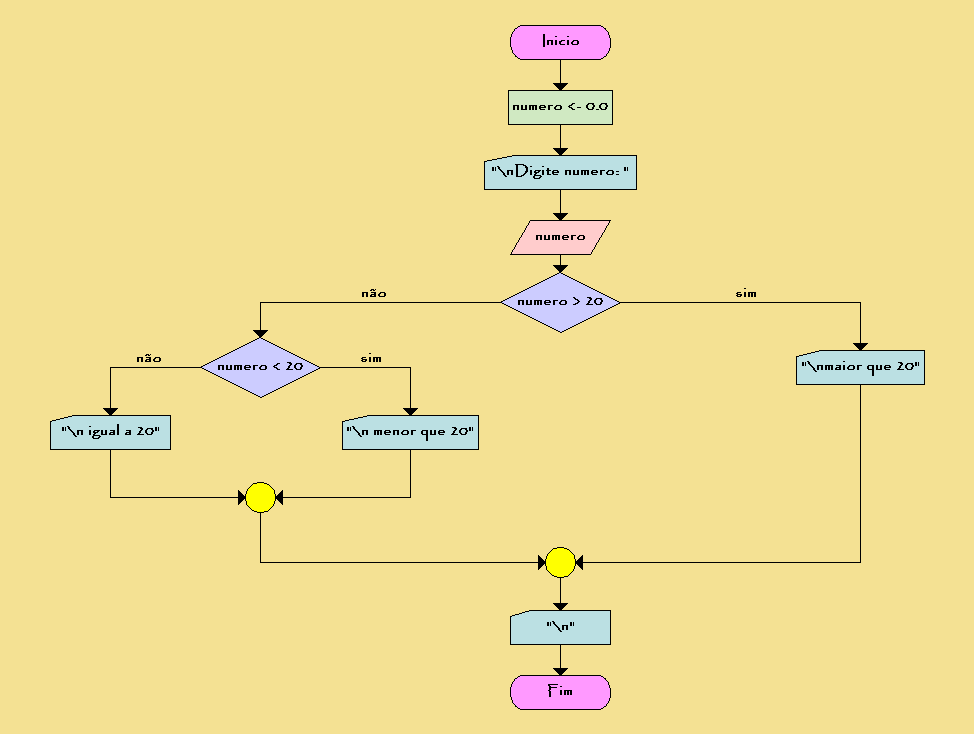 Inicio
numero <- 0.0
"\nDigite numero: "
numero
não
numero > 20
sim
não
numero < 20
sim
"\nmaior que 20"
"\n igual a 20"
"\n menor que 20"
"\n"
Fim